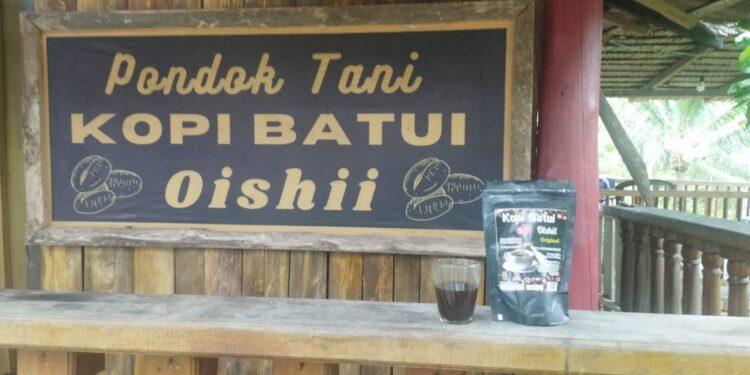 Pondok Tani
KOPI BATUI
Oishii
Kopi Batui
Oishii
Original